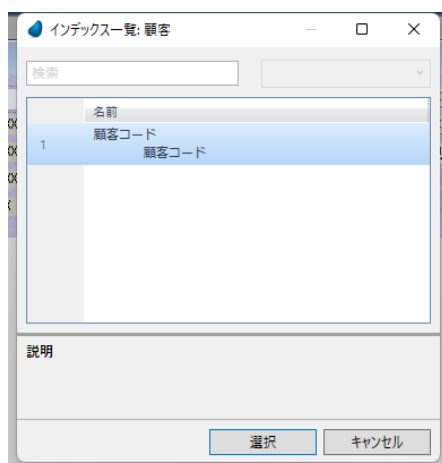 インデックス一覧: 顧客
検索
名前
1
顧客コード
顧客コード
説明
選択
キャンセル